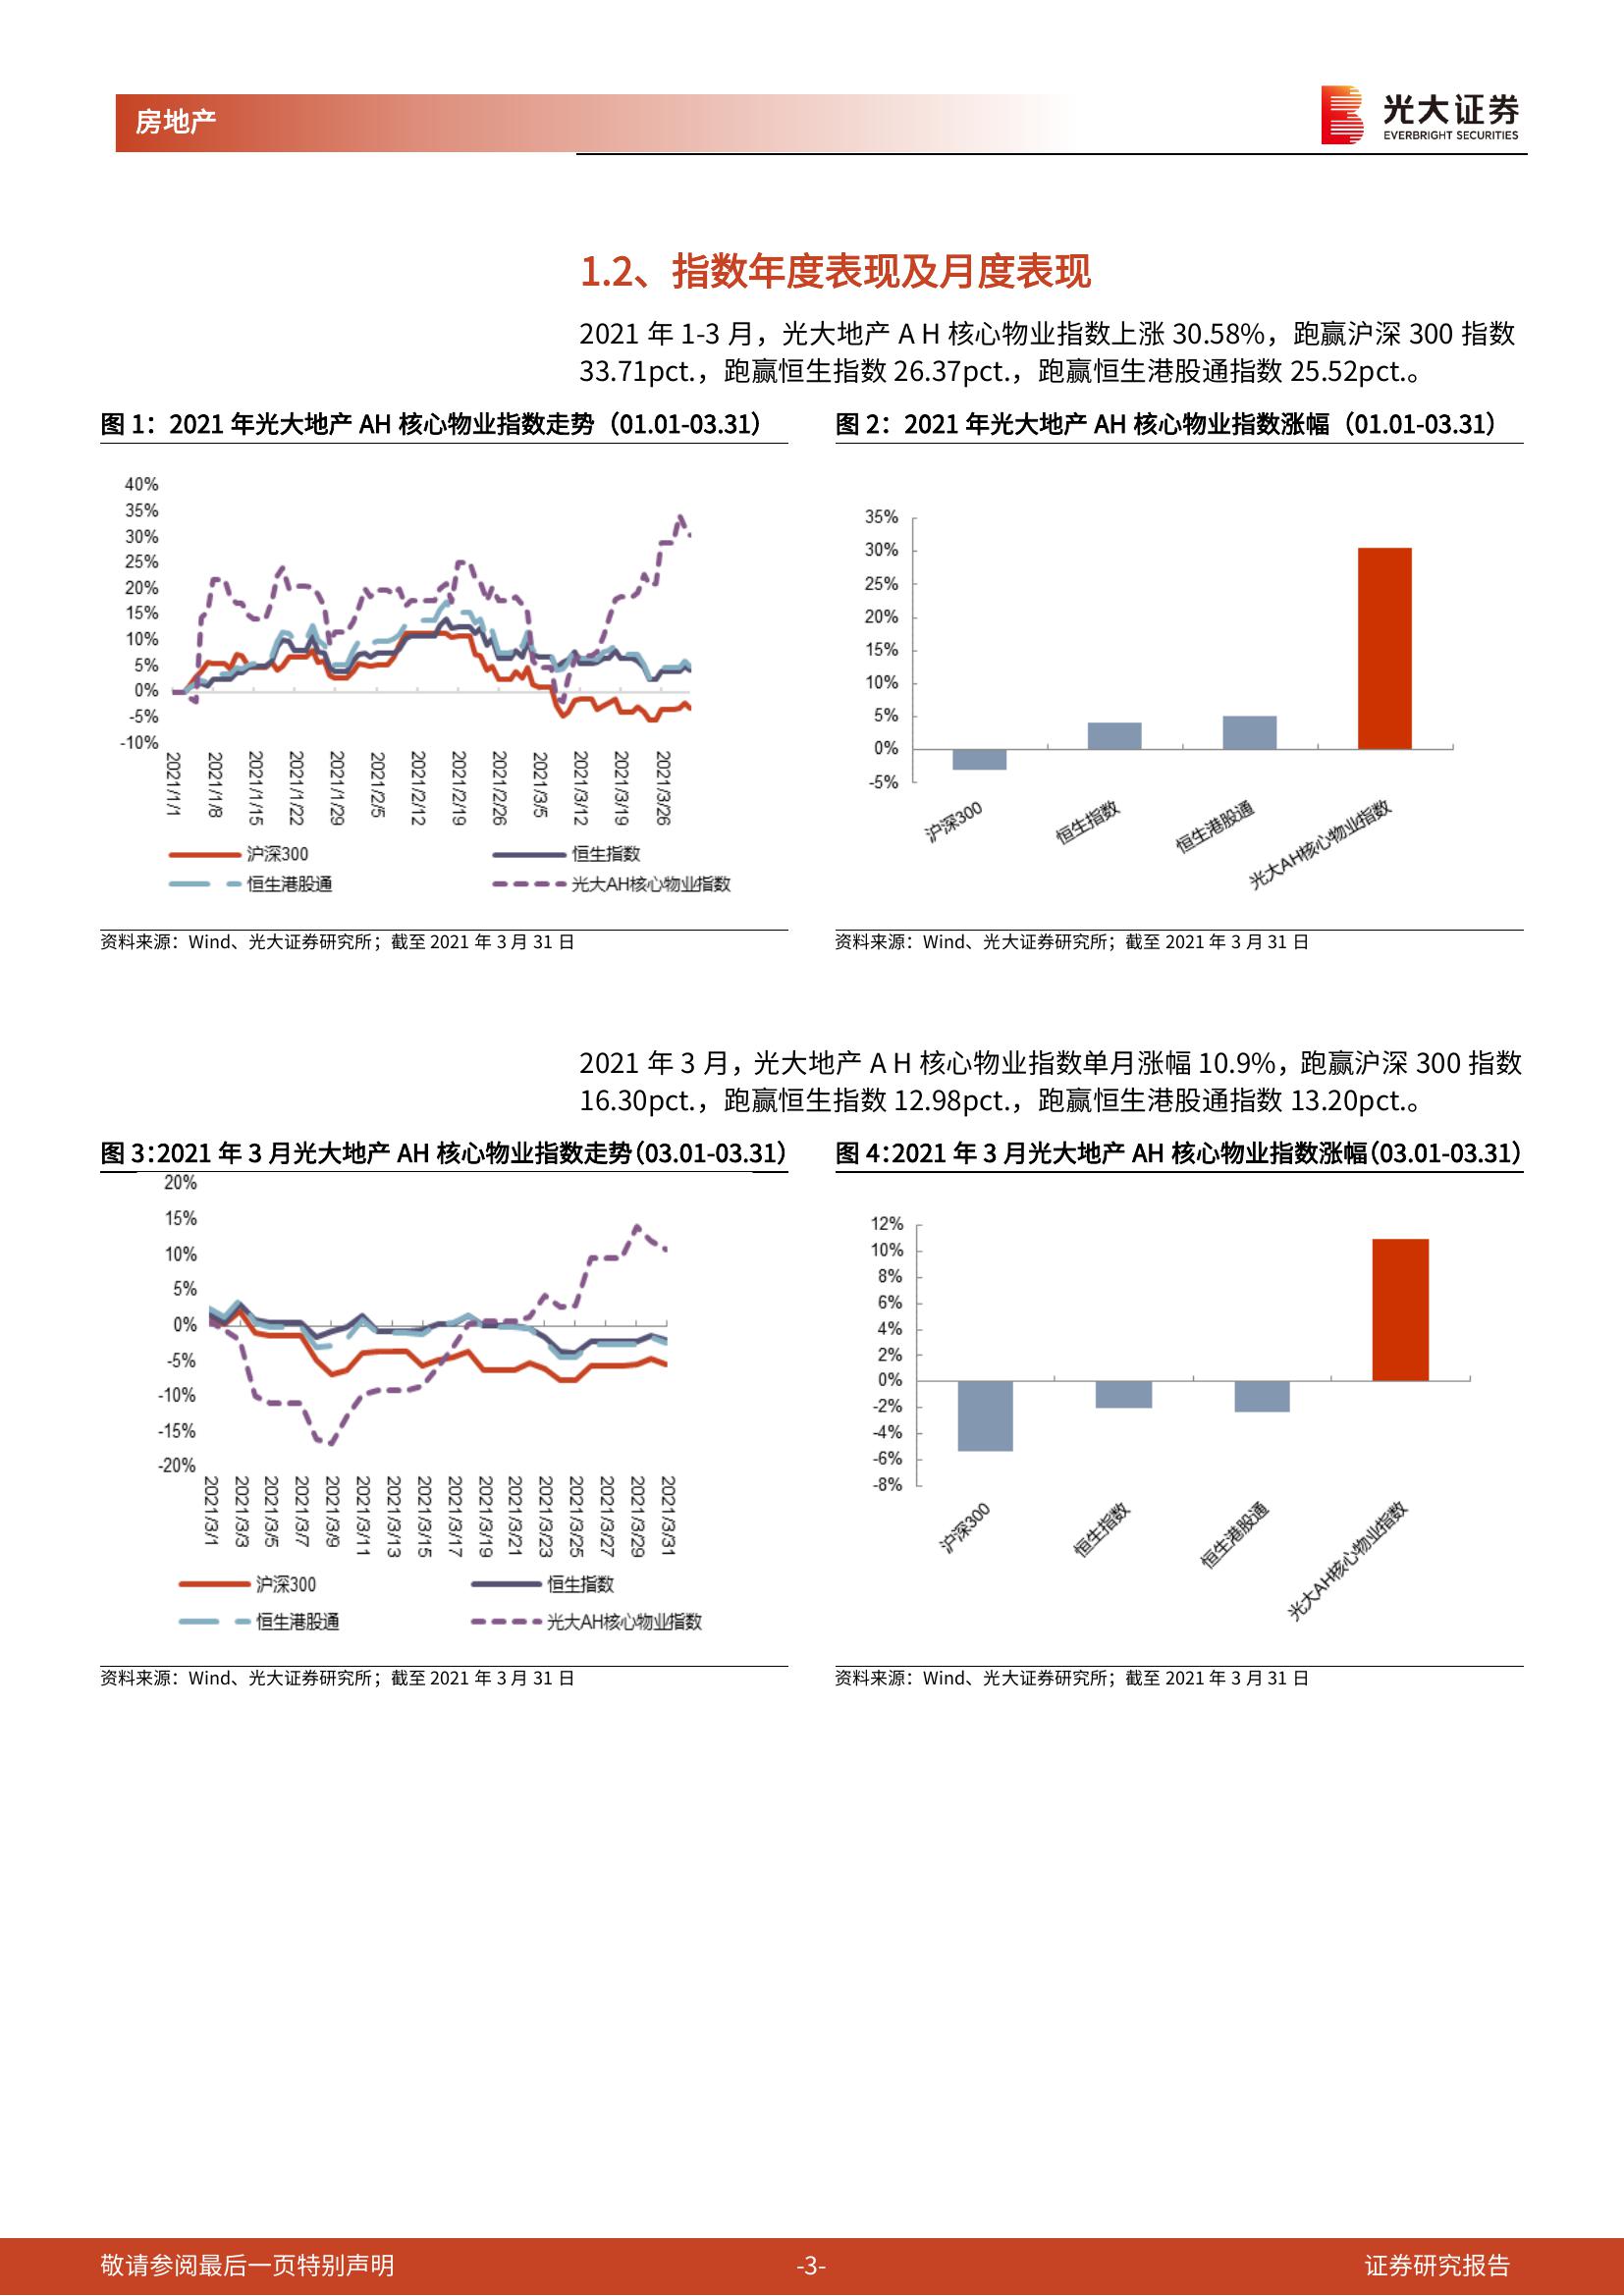 房地产
光大证券
EVERBRIGHT SECURITIES
1.2、指数年度表现及月度表现
2021 年 1-3 月，光大地产 A H 核心物业指数上涨 30.58%，跑赢沪深 300 指数
33.71pct.，跑赢恒生指数 26.37pct.，跑赢恒生港股通指数 25.52pct.。
图 1：2021 年光大地产 AH 核心物业指数走势（01.01-03.31）
40%
35%
30%
25%
20%
15%
10%
5%
0%
-5%
-10%
2021/1/1
2021/1/8
2021/1/15
2021/1/22
2021/1/29
2021/2/5
2021/2/12
2021/2/19
2021/2/26
2021/3/5
2021/3/12
2021/3/19
2021/3/26
沪深300
恒生指数
恒生港股通
光大AH核心物业指数
资料来源：Wind、光大证券研究所；截至 2021 年 3 月 31 日
图 2：2021 年光大地产 AH 核心物业指数涨幅（01.01-03.31）
35%
30%
25%
20%
15%
10%
5%
0%
-5%
沪深300
恒生指数
恒生港股通
光大AH核心物业指数
资料来源：Wind、光大证券研究所；截至 2021 年 3 月 31 日
2021 年 3 月，光大地产 A H 核心物业指数单月涨幅 10.9%，跑赢沪深 300 指数
16.30pct.，跑赢恒生指数 12.98pct.，跑赢恒生港股通指数 13.20pct.。
图 3：2021 年 3 月光大地产 AH 核心物业指数走势（03.01-03.31）
20%
15%
10%
5%
0%
-5%
-10%
-15%
-20%
2021/3/1
2021/3/3
2021/3/5
2021/3/7
2021/3/9
2021/3/11
2021/3/13
2021/3/15
2021/3/17
2021/3/19
2021/3/21
2021/3/23
2021/3/25
2021/3/27
2021/3/29
2021/3/31
沪深300
恒生指数
恒生港股通
光大AH核心物业指数
资料来源：Wind、光大证券研究所；截至 2021 年 3 月 31 日
图 4：2021 年 3 月光大地产 AH 核心物业指数涨幅（03.01-03.31）
12%
10%
8%
6%
4%
2%
0%
-2%
-4%
-6%
-8%
沪深300
恒生指数
恒生港股通
光大AH核心物业指数
资料来源：Wind、光大证券研究所；截至 2021 年 3 月 31 日
敬请参阅最后一页特别声明
-3-
证券研究报告